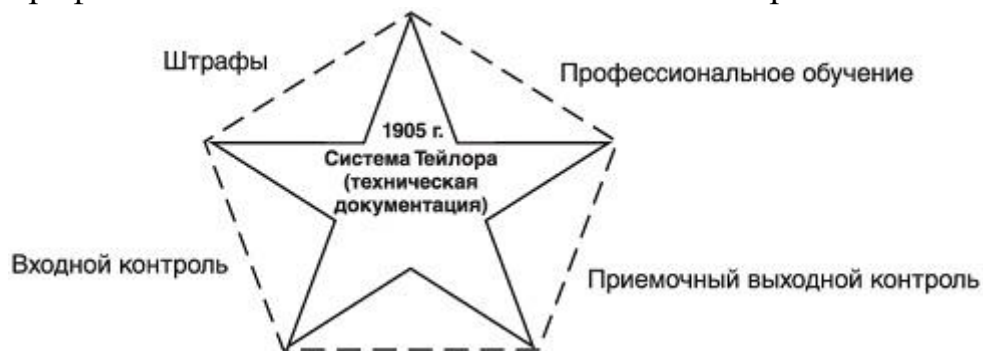 Штрафы
Профессиональное обучение
1905 г.
Система Тейлора
(техническая
документация)
Входной контроль
Приемочный выходной контроль